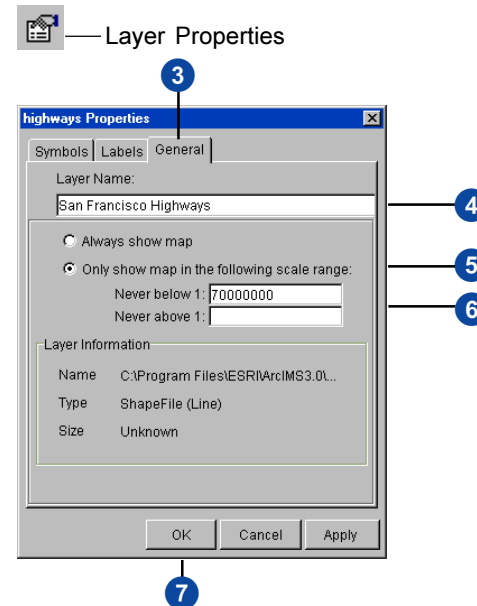 Layer Properties
3
highways Properties
Symbols Labels General
Layer Name:
San Francisco Highways
4
Always show map
Only show map in the following scale range:
5
Never below 1: 70000000
6
Never above 1:
Layer Information
Name C:\Program Files\ESRI\ArcIMS3.0\...
Type ShapeFile (Line)
Size Unknown
OK Cancel Apply
7